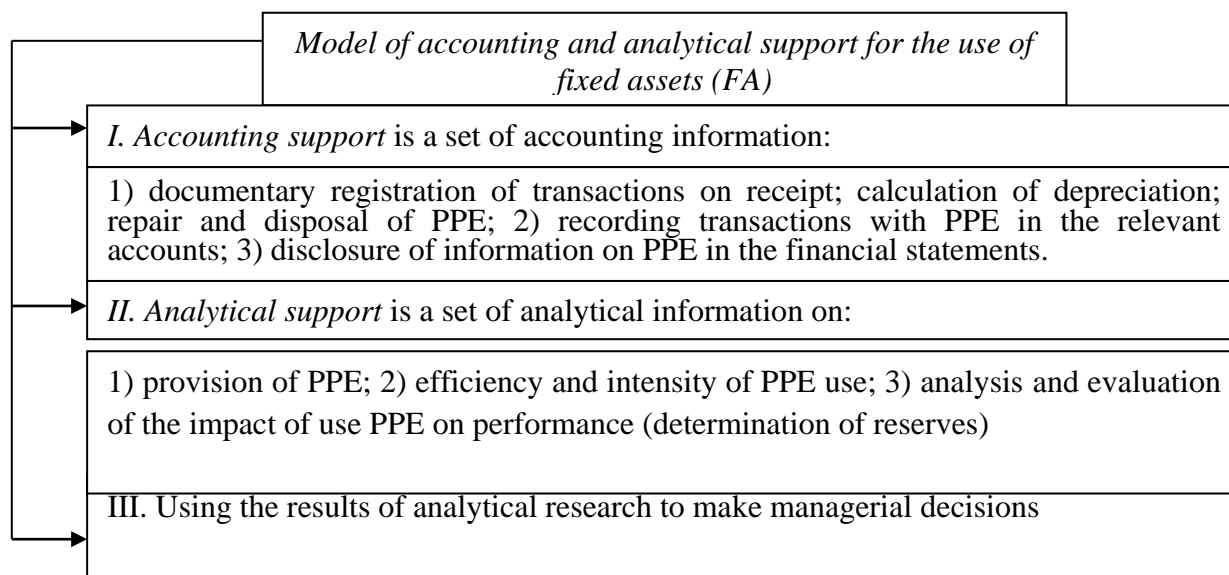 Model of accounting and analytical support for the use of
fixed assets (FA)
I. Accounting support is a set of accounting information:
1) documentary registration of transactions on receipt; calculation of depreciation;
repair and disposal of PPE; 2) recording transactions with PPE in the relevant
accounts; 3) disclosure of information on PPE in the financial statements.
II. Analytical support is a set of analytical information on:
1) provision of PPE; 2) efficiency and intensity of PPE use; 3) analysis and evaluation
of the impact of use PPE on performance (determination of reserves)
III. Using the results of analytical research to make managerial decisions